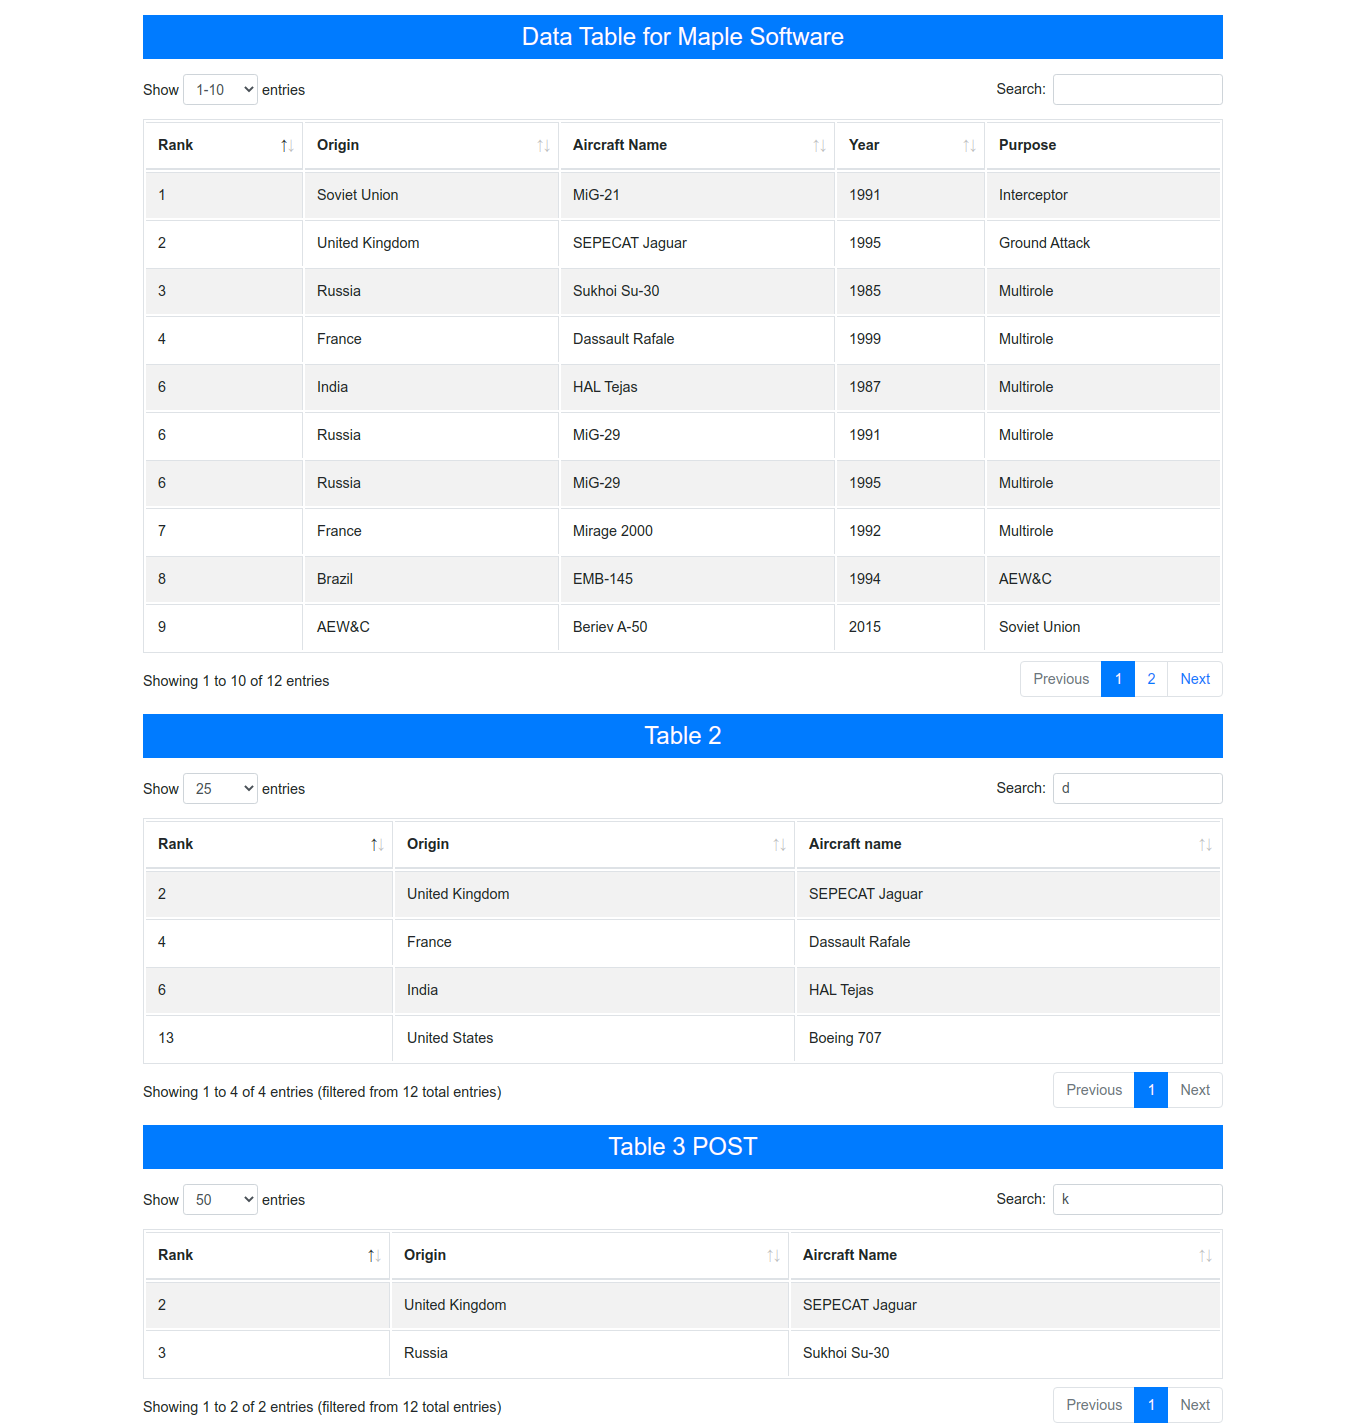 Data Table for Maple Software
Show 1-10 entries Search:
Rank Origin Aircraft Name Year Purpose
1 Soviet Union MiG-21 1991 Interceptor
2 United Kingdom SEPECAT Jaguar 1995 Ground Attack
3 Russia Sukhoi Su-30 1985 Multirole
4 France Dassault Rafale 1999 Multirole
6 India HAL Tejas 1987 Multirole
6 Russia MiG-29 1991 Multirole
6 Russia MiG-29 1995 Multirole
7 France Mirage 2000 1992 Multirole
8 Brazil EMB-145 1994 AEW&C
9 AEW&C Beriev A-50 2015 Soviet Union
Showing 1 to 10 of 12 entries Previous 1 2 Next
Table 2
Show 25 entries Search: d
Rank Origin Aircraft name
2 United Kingdom SEPECAT Jaguar
4 France Dassault Rafale
6 India HAL Tejas
13 United States Boeing 707
Showing 1 to 4 of 4 entries (filtered from 12 total entries) Previous 1 Next
Table 3 POST
Show 50 entries Search: k
Rank Origin Aircraft Name
2 United Kingdom SEPECAT Jaguar
3 Russia Sukhoi Su-30
Showing 1 to 2 of 2 entries (filtered from 12 total entries) Previous 1 Next